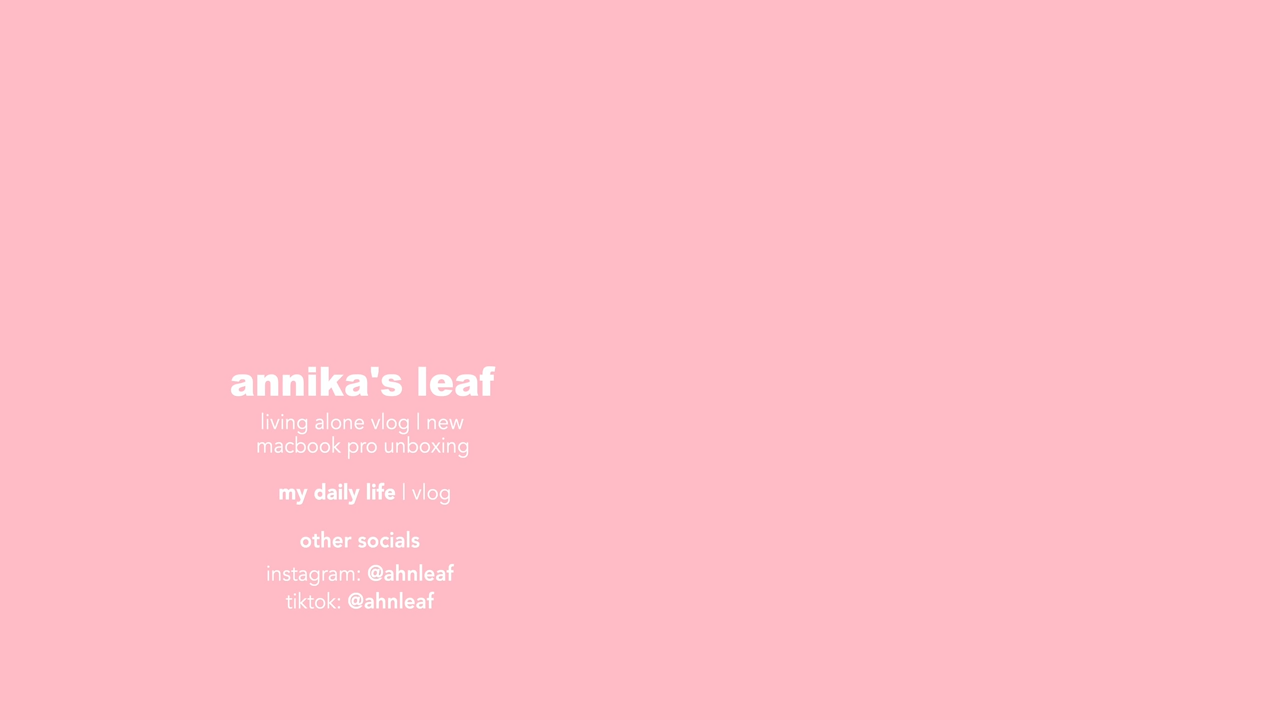 annika's leaf
living alone vlog | new
macbook pro unboxing
my daily life | vlog
other socials
instagram: @ahnleaf
tiktok: @ahnleaf